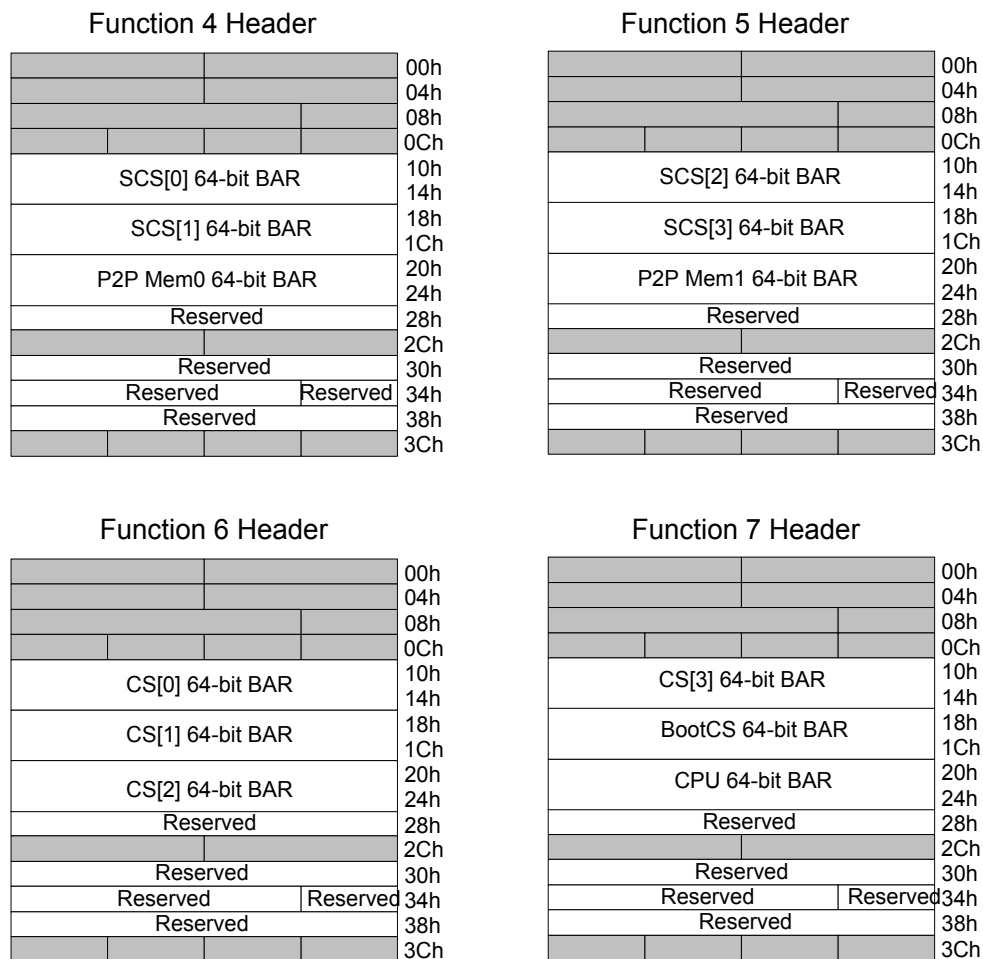 Function 4 Header
00h
04h
08h
0Ch
SCS[0] 64-bit BAR
10h
14h
SCS[1] 64-bit BAR
18h
1Ch
P2P Mem0 64-bit BAR
20h
24h
Reserved 28h
2Ch
Reserved 30h
Reserved Reserved 34h
Reserved 38h
3Ch
Function 5 Header
00h
04h
08h
0Ch
SCS[2] 64-bit BAR
10h
14h
SCS[3] 64-bit BAR
18h
1Ch
P2P Mem1 64-bit BAR
20h
24h
Reserved 28h
2Ch
Reserved 30h
Reserved Reserved 34h
Reserved 38h
3Ch
Function 6 Header
00h
04h
08h
0Ch
CS[0] 64-bit BAR
10h
14h
CS[1] 64-bit BAR
18h
1Ch
CS[2] 64-bit BAR
20h
24h
Reserved 28h
2Ch
Reserved 30h
Reserved Reserved 34h
Reserved 38h
3Ch
Function 7 Header
00h
04h
08h
0Ch
CS[3] 64-bit BAR
10h
14h
BootCS 64-bit BAR
18h
1Ch
CPU 64-bit BAR
20h
24h
Reserved 28h
2Ch
Reserved 30h
Reserved Reserved 34h
Reserved 38h
3Ch